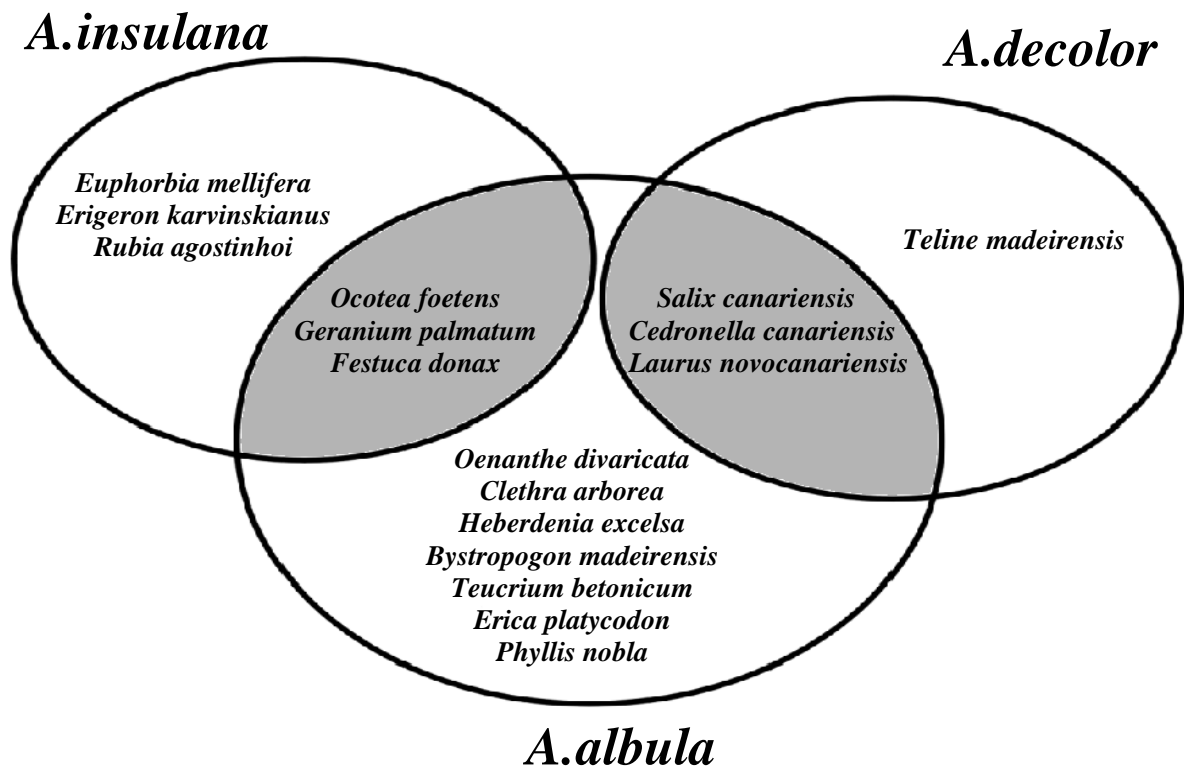 A.insulana
A.decolor
Euphorbia mellifera
Erigeron karvinskianus
Rubia agostinhoi
Teline madeirensis
Ocotea foetens
Geranium palmatum
Festuca donax
Salix canariensis
Cedronella canariensis
Laurus novocanariensis
Oenanthe divaricata
Clethra arborea
Heberdenia excelsa
Bystropogon madeirensis
Teucrium betonicum
Erica platycodon
Phyllis nobla
A.albula